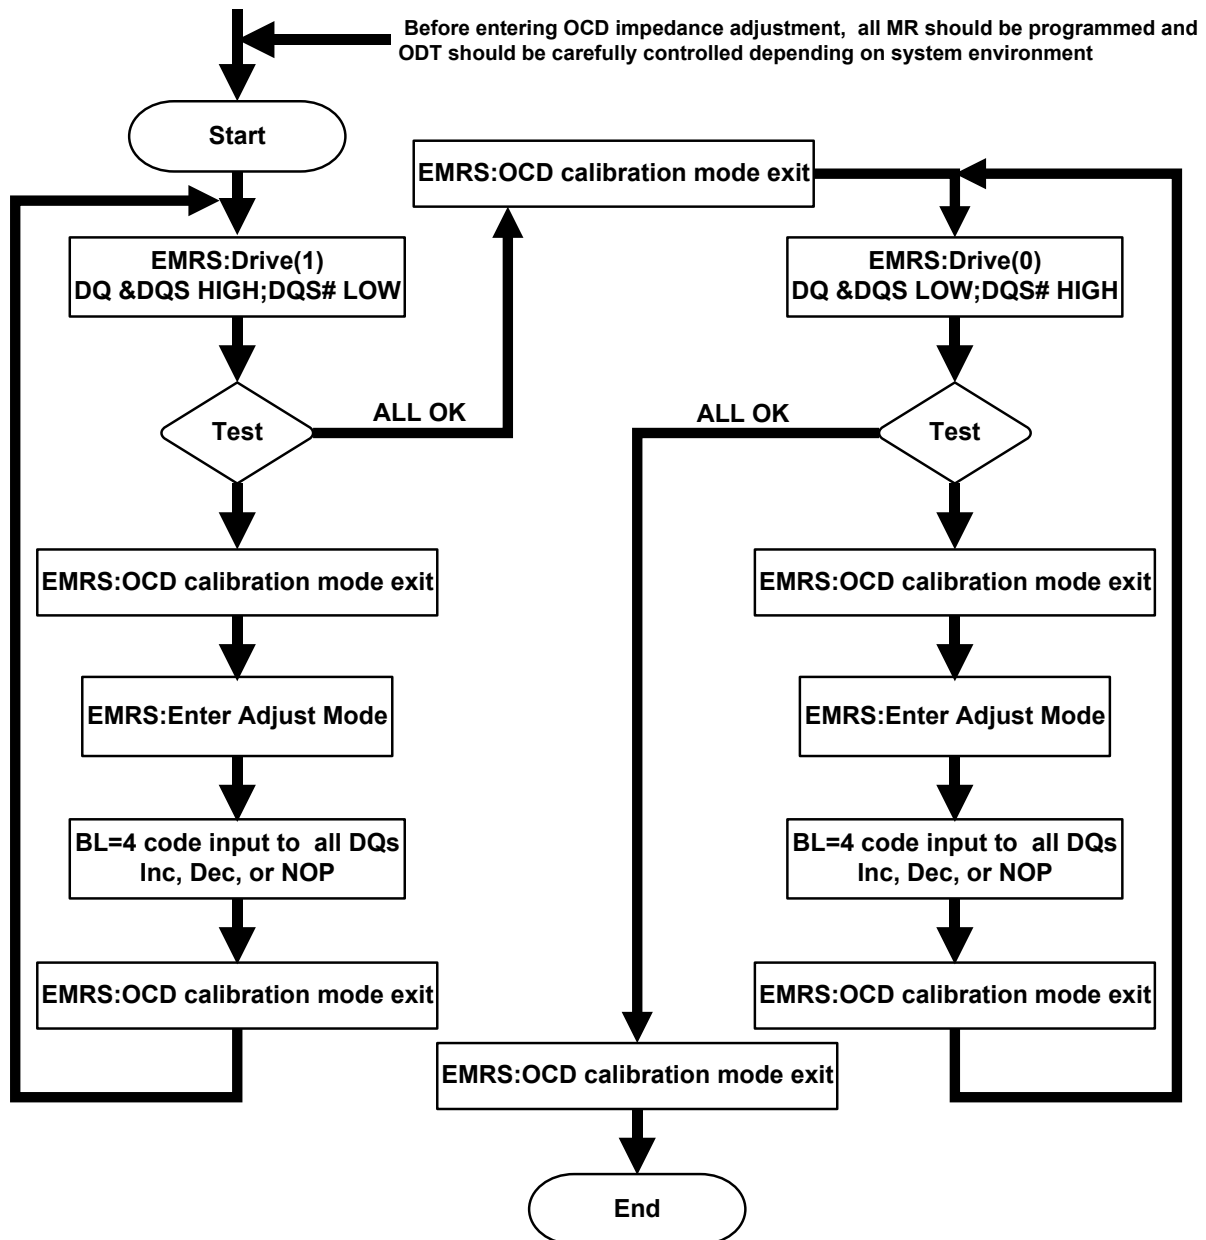 Before entering OCD impedance adjustment, all MR should be programmed and
ODT should be carefully controlled depending on system environment
Start
EMRS:OCD calibration mode exit
EMRS:Drive(1)
DQ &DQS HIGH;DQS# LOW
EMRS:Drive(0)
DQ &DQS LOW;DQS# HIGH
Test
ALL OK
ALL OK
Test
EMRS:OCD calibration mode exit
EMRS:OCD calibration mode exit
EMRS:Enter Adjust Mode
EMRS:Enter Adjust Mode
BL=4 code input to all DQs
Inc, Dec, or NOP
BL=4 code input to all DQs
Inc, Dec, or NOP
EMRS:OCD calibration mode exit
EMRS:OCD calibration mode exit
EMRS:OCD calibration mode exit
End